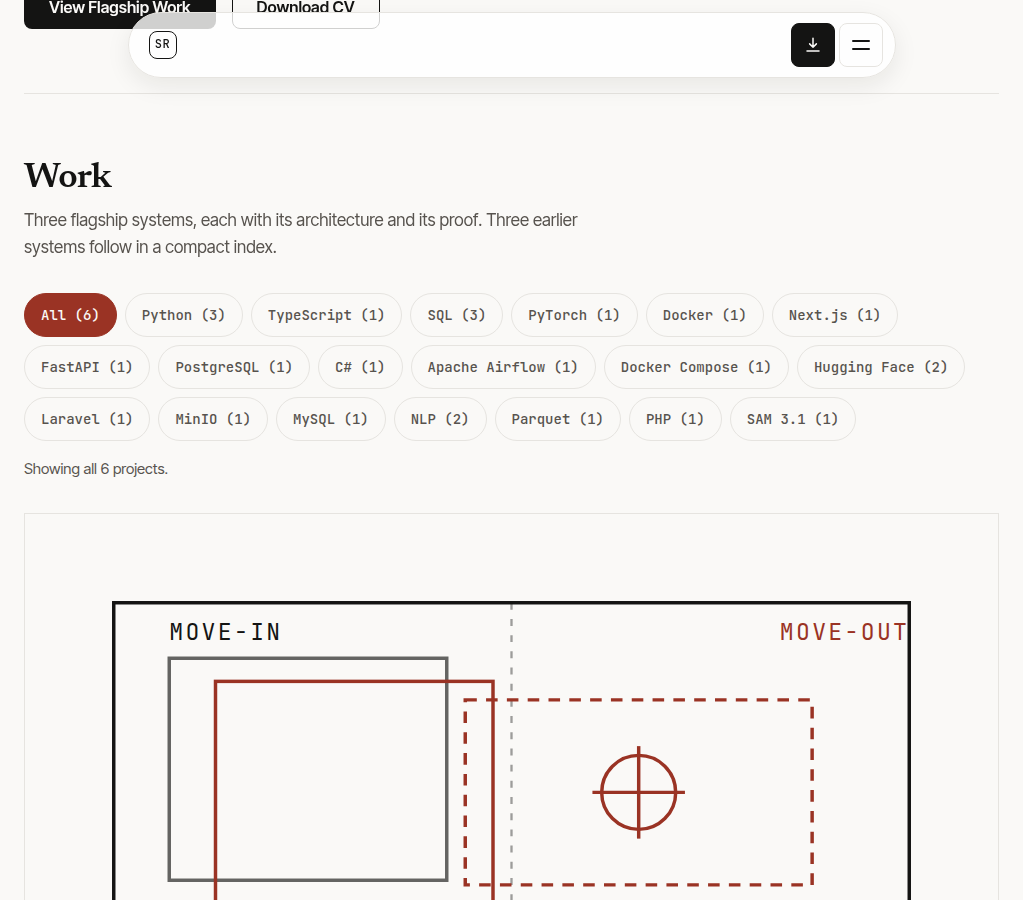 View Flagship Work
Download CV
SR
Work
Three flagship systems, each with its architecture and its proof. Three earlier
systems follow in a compact index.
All (6)
Python (3)
TypeScript (1)
SQL (3)
PyTorch (1)
Docker (1)
Next.js (1)
FastAPI (1)
PostgreSQL (1)
C# (1)
Apache Airflow (1)
Docker Compose (1)
Hugging Face (2)
Laravel (1)
MinIO (1)
MySQL (1)
NLP (2)
Parquet (1)
PHP (1)
SAM 3.1 (1)
Showing all 6 projects.
MOVE-IN
MOVE-OUT